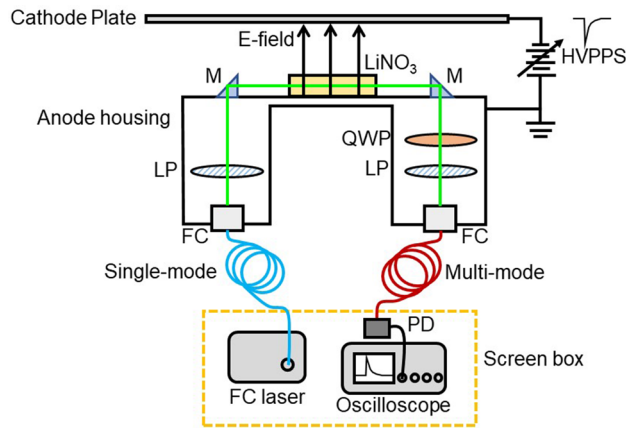 Cathode Plate
E-field
HVPPS
LiNO3
M
M
Anode housing
QWP
LP
LP
FC
FC
Single-mode
Multi-mode
PD
Screen box
FC laser
Oscilloscope